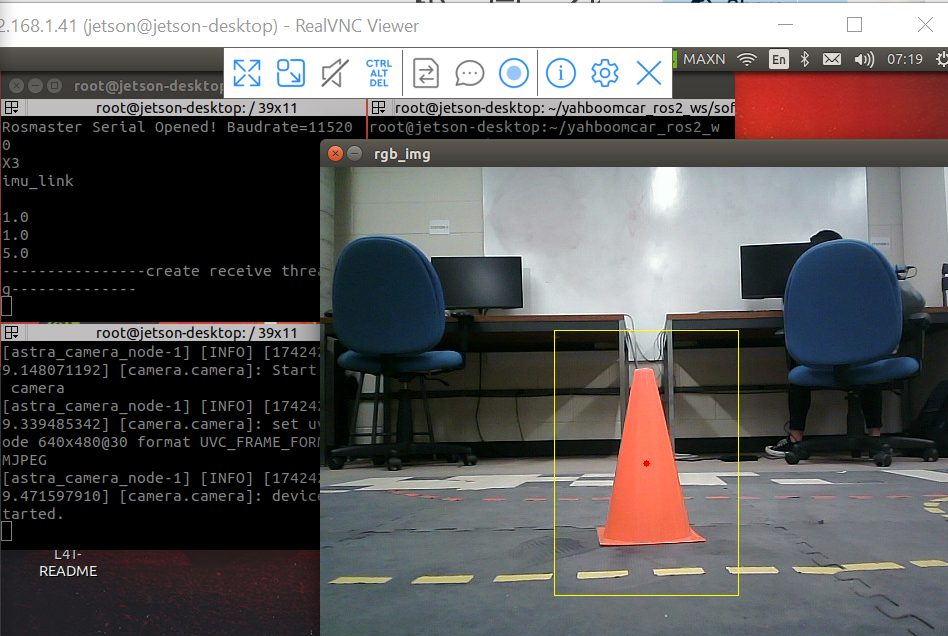 2.168.1.41 (jetson@jetson-desktop) - RealVNC Viewer
CTRL
ALT
DEL
MAXN
En
07:19
root@jetson-desktop
root@jetson-desktop: / 39x11
Rosmaster Serial Opened! Baudrate=11520
0
X3
imu_link
1.0
1.0
5.0
----------------create receive threa
g--------------
root@jetson-desktop: ~/yahboomcar_ros2_ws/sof
root@jetson-desktop:~/yahboomcar_ros2_w
rgb_img
root@jetson-desktop: / 39x11
[astra_camera_node-1] [INFO] [174242
9.148071192] [camera.camera]: Start
camera
[astra_camera_node-1] [INFO] [174242
9.339485342] [camera.camera]: set uv
ode 640x480@30 format UVC_FRAME_FORM
MJPEG
[astra_camera_node-1] [INFO] [174242
9.471597910] [camera.camera]: device
tarted.
L4T-
README